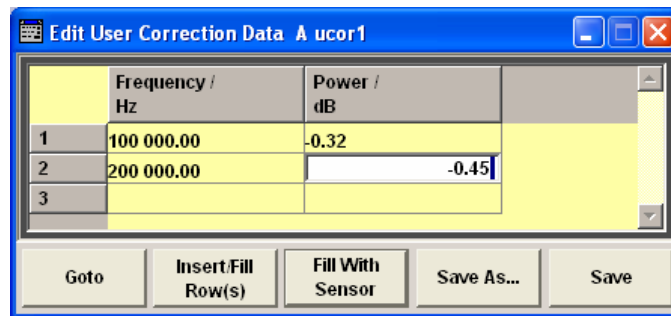 Edit User Correction Data A ucor1
Frequency / Hz
Power / dB
1 100 000.00 -0.32
2 200 000.00 -0.45
3
Goto
Insert/Fill Row(s)
Fill With Sensor
Save As...
Save